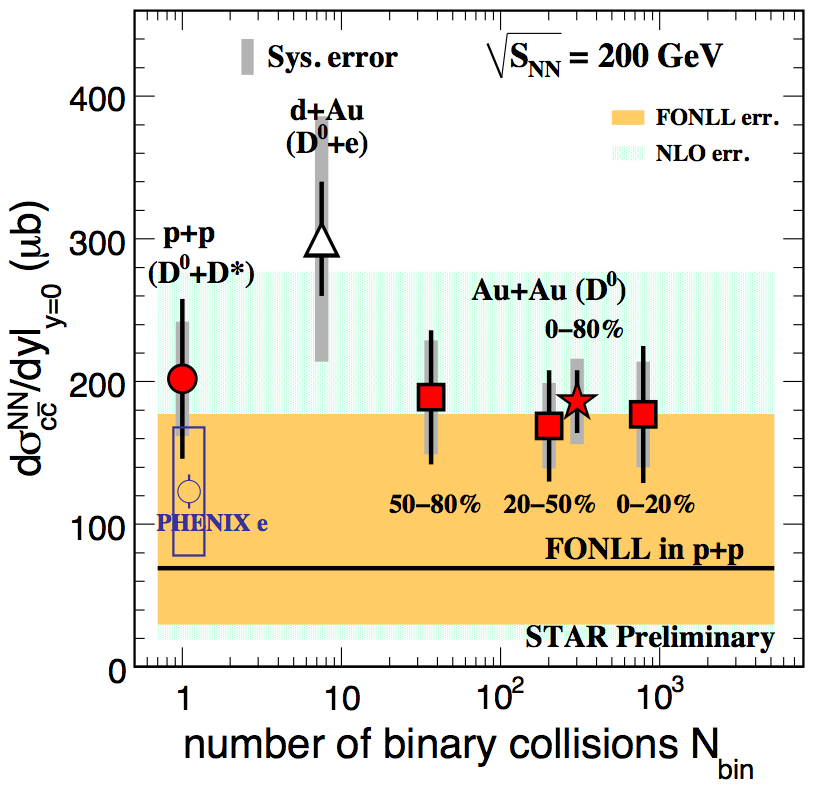 Sys. error
√S_NN = 200 GeV
d+Au
(D⁰+e)
FONLL err.
NLO err.
p+p
(D⁰+D*)
Au+Au (D⁰)
0–80%
50–80%
20–50%
0–20%
PHENIX e
FONLL in p+p
STAR Preliminary
400
300
200
100
0
1
10
10²
10³
dσ^NN_cc̅/dy|_y=0 (μb)
number of binary collisions N_bin